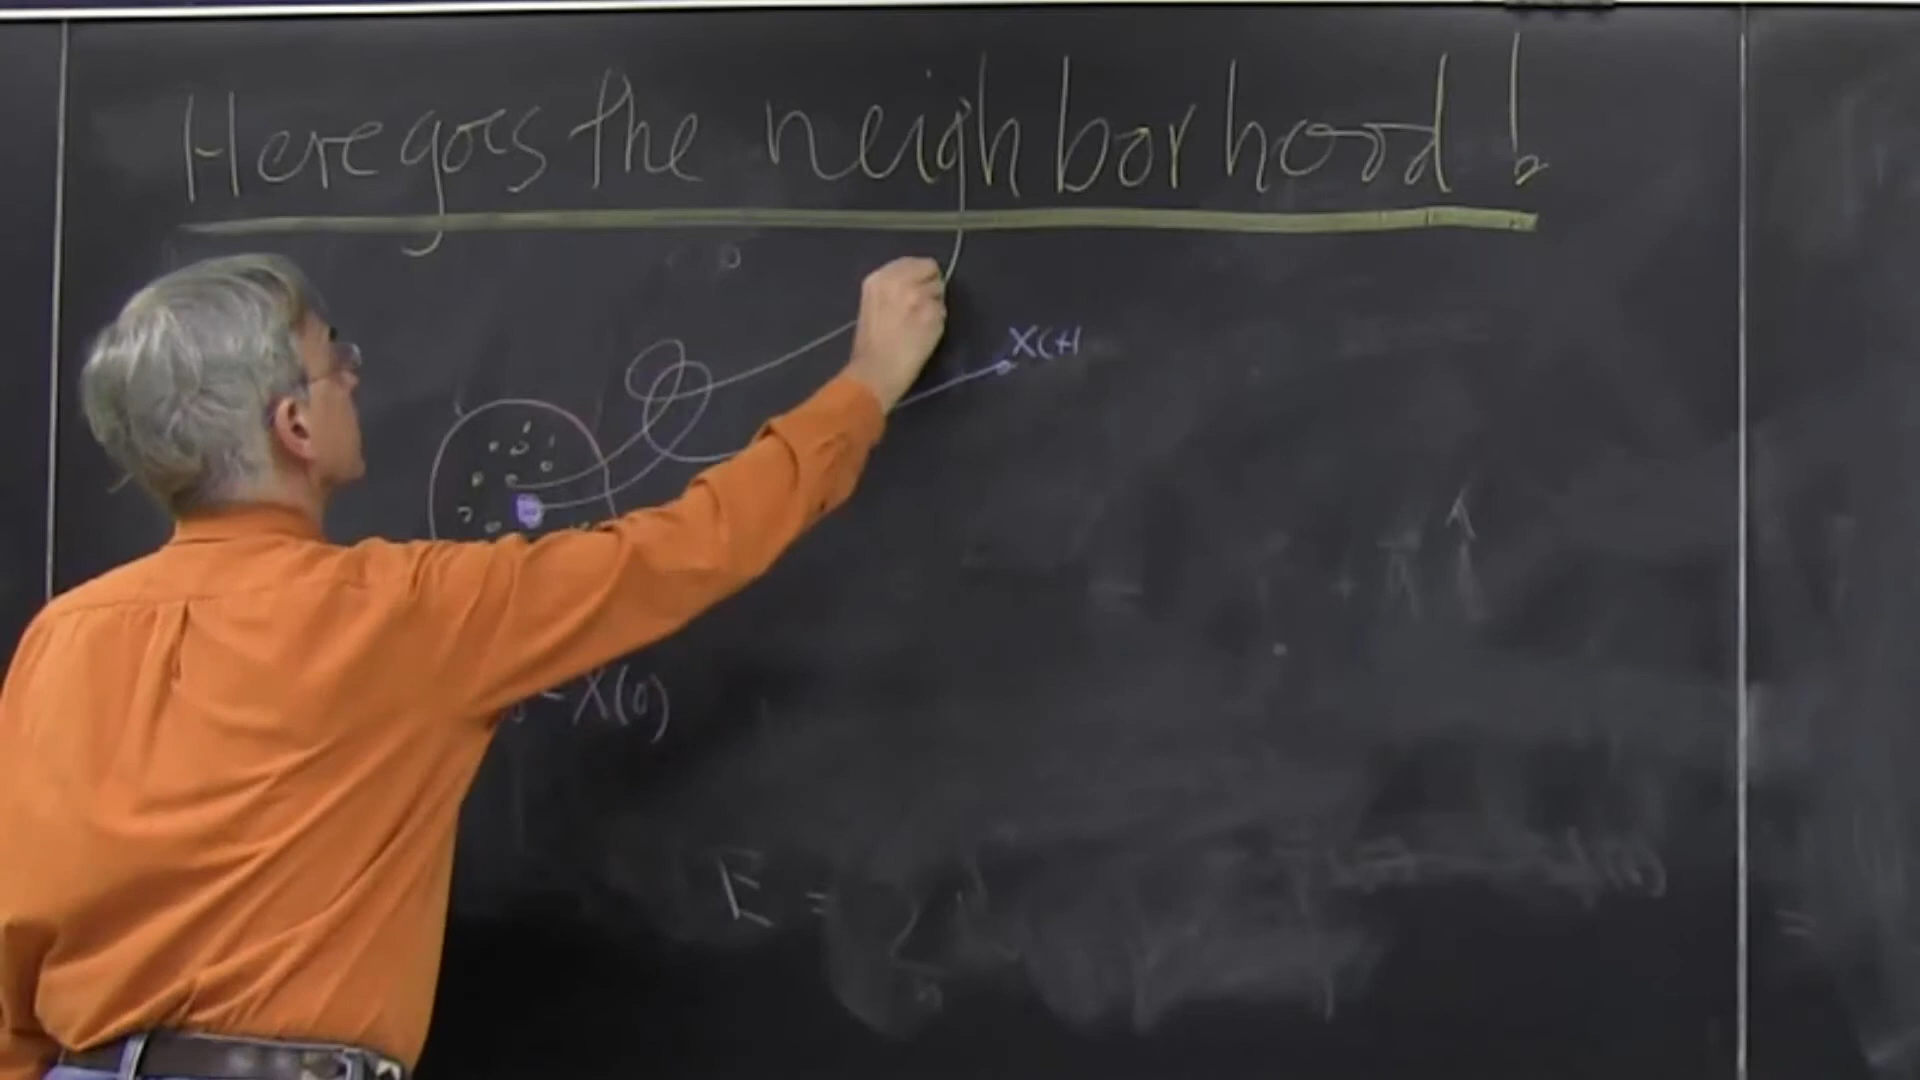 Here goes the neighborhood!
X(t)
X(0)
E =